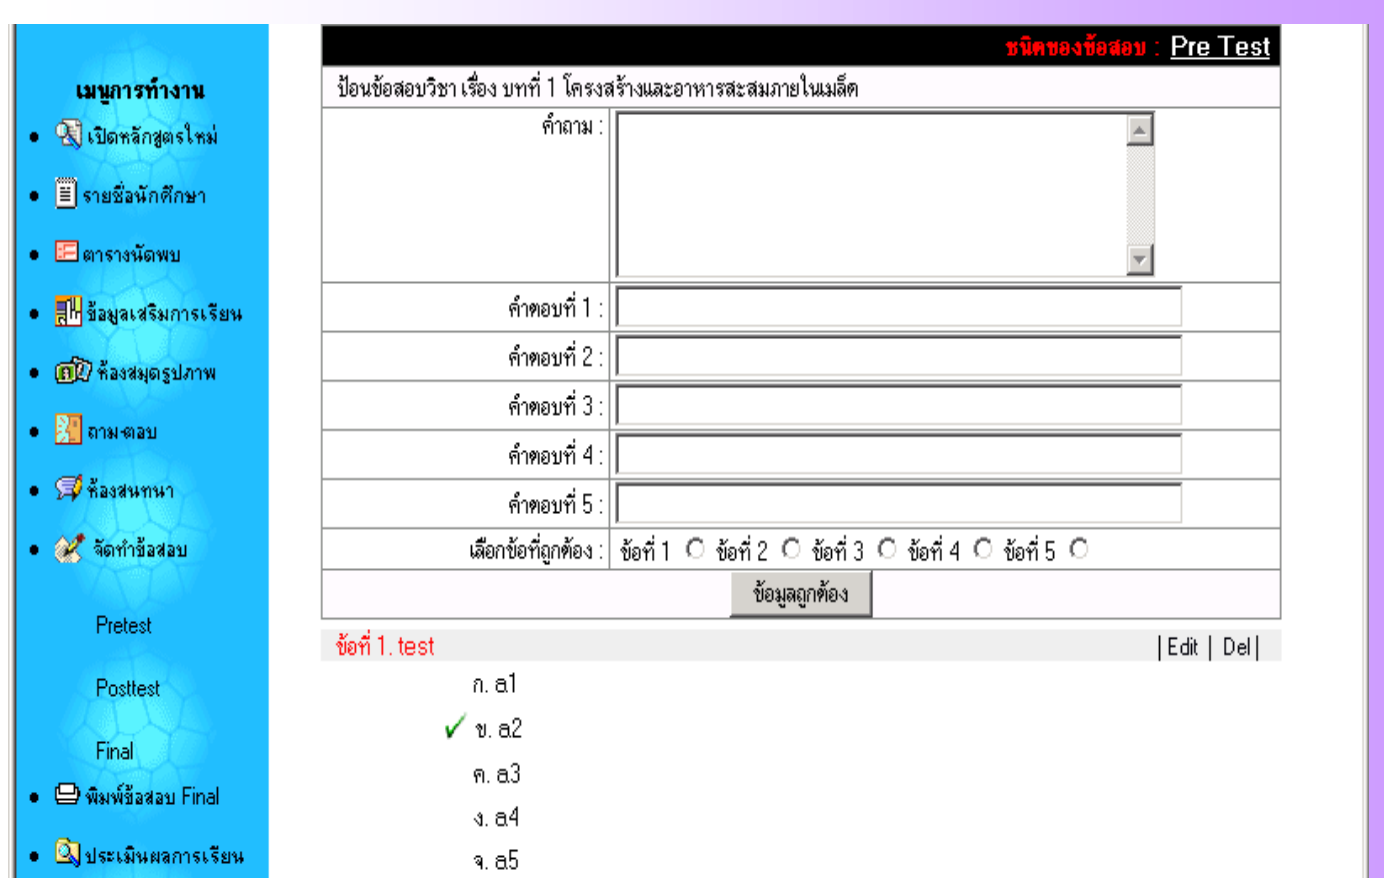 เมนูการทำงาน
เปิดหลักสูตรใหม่
รายชื่อนักศึกษา
ตารางนัดพบ
ข้อมูลเสริมการเรียน
ห้องสมุดรูปภาพ
ถาม-ตอบ
ห้องสนทนา
จัดทำข้อสอบ
Pretest
Posttest
Final
พิมพ์ข้อสอบ Final
ประเมินผลการเรียน
ชนิดของข้อสอบ : Pre Test
ป้อนข้อสอบวิชา เรื่อง บทที่ 1 โครงสร้างและอาหารสะสมภายในเมล็ด
คำถาม :
คำตอบที่ 1 :
คำตอบที่ 2 :
คำตอบที่ 3 :
คำตอบที่ 4 :
คำตอบที่ 5 :
เลือกข้อที่ถูกต้อง : ข้อที่ 1 ข้อที่ 2 ข้อที่ 3 ข้อที่ 4 ข้อที่ 5
ข้อมูลถูกต้อง
ข้อที่ 1. test | Edit | Del |
ก. a1
ข. a2
ค. a3
ง. a4
จ. a5